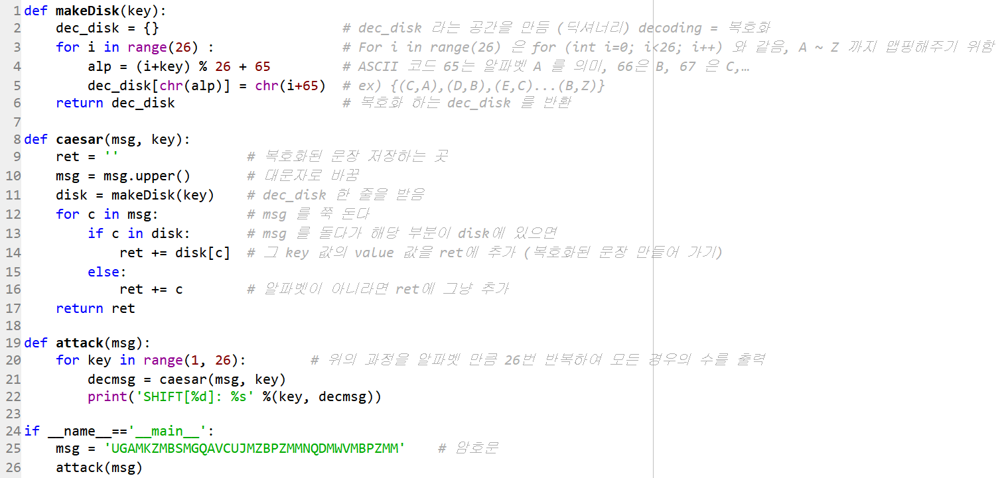 1 def makeDisk(key):
2     dec_disk = {}                       # dec_disk 라는 공간을 만듬 (딕셔너리) decoding = 복호화
3     for i in range(26) :                # For i in range(26) 은 for (int i=0; i<26; i++) 와 같음, A ~ Z 까지 맵핑해주기 위함
4         alp = (i+key) % 26 + 65         # ASCII 코드 65는 알파벳 A 를 의미, 66은 B, 67 은 C,…
5         dec_disk[chr(alp)] = chr(i+65)  # ex) {(C,A),(D,B),(E,C)...(B,Z)}
6     return dec_disk                     # 복호화 하는 dec_disk 를 반환
7
8 def caesar(msg, key):
9     ret = ''                # 복호화된 문장 저장하는 곳
10     msg = msg.upper()       # 대문자로 바꿈
11     disk = makeDisk(key)    # dec_disk 한 줄을 받음
12     for c in msg:           # msg 를 쭉 돈다
13         if c in disk:       # msg 를 돌다가 해당 부분이 disk에 있으면
14             ret += disk[c]  # 그 key 값의 value 값을 ret에 추가 (복호화된 문장 만들어 가기)
15         else:
16             ret += c        # 알파벳이 아니라면 ret에 그냥 추가
17     return ret
18
19 def attack(msg):
20     for key in range(1, 26):        # 위의 과정을 알파벳 만큼 26번 반복하여 모든 경우의 수를 출력
21         decmsg = caesar(msg, key)
22         print('SHIFT[%d]: %s' %(key, decmsg))
23
24 if __name__=='__main__':
25     msg = 'UGAMKZMBSMGQAVCUJMZBPZMMNQDMWVMBPZMM'    # 암호문
26     attack(msg)